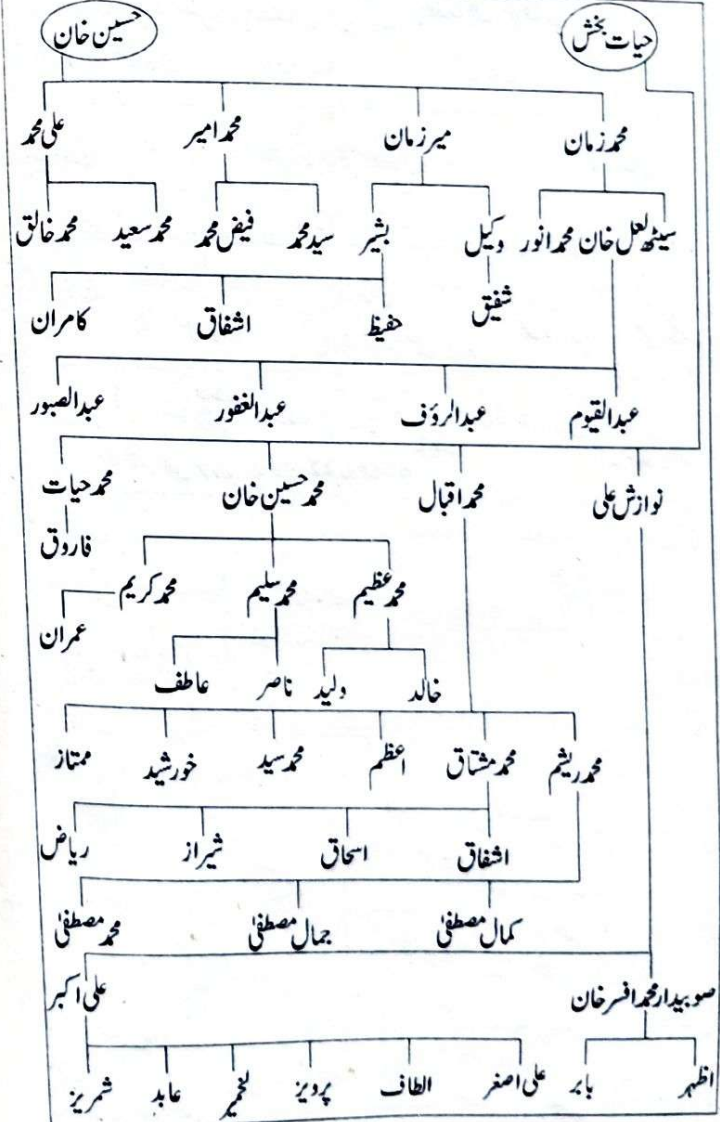 حیات بخش حسین خان
محمد زمان میر زمان محمد امیر علی محمد
سیٹھ لعل خان محمد انور وکیل بشیر سید محمد فیض محمد محمد سعید محمد خالق
شفیق حفیظ اشفاق کامران
عبدالقیوم عبدالرؤف عبدالغفور عبدالصبور
نوازش علی محمد اقبال محمد حسین خان محمد حیات
فاروق
محمد عظیم محمد سلیم محمد کریم
عمران
خالد ولید ناصر عاطف
محمد ریشم محمد مشتاق اعظم محمد سید خورشید ممتاز
اشفاق اسحاق شیراز ریاض
کمال مصطفیٰ جمال مصطفیٰ محمد مصطفیٰ
صوبیدار محمد افسر خان علی اکبر
اظہر بابر علی اصغر الطاف پرویز عابد شمریز